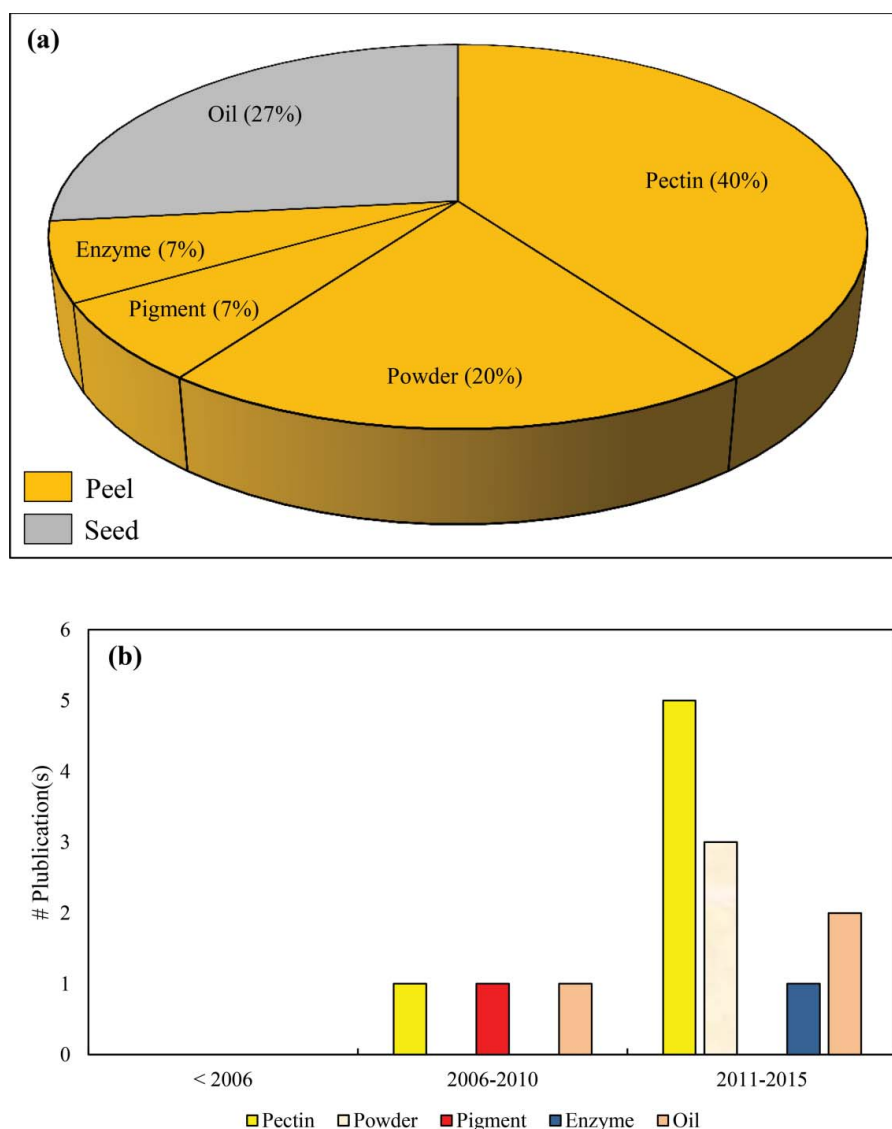 (a)
Oil (27%)
Pectin (40%)
Enzyme (7%)
Pigment (7%)
Powder (20%)
Peel
Seed
(b)
# Plublication(s)
6
5
4
3
2
1
0
< 2006
2006-2010
2011-2015
Pectin
Powder
Pigment
Enzyme
Oil